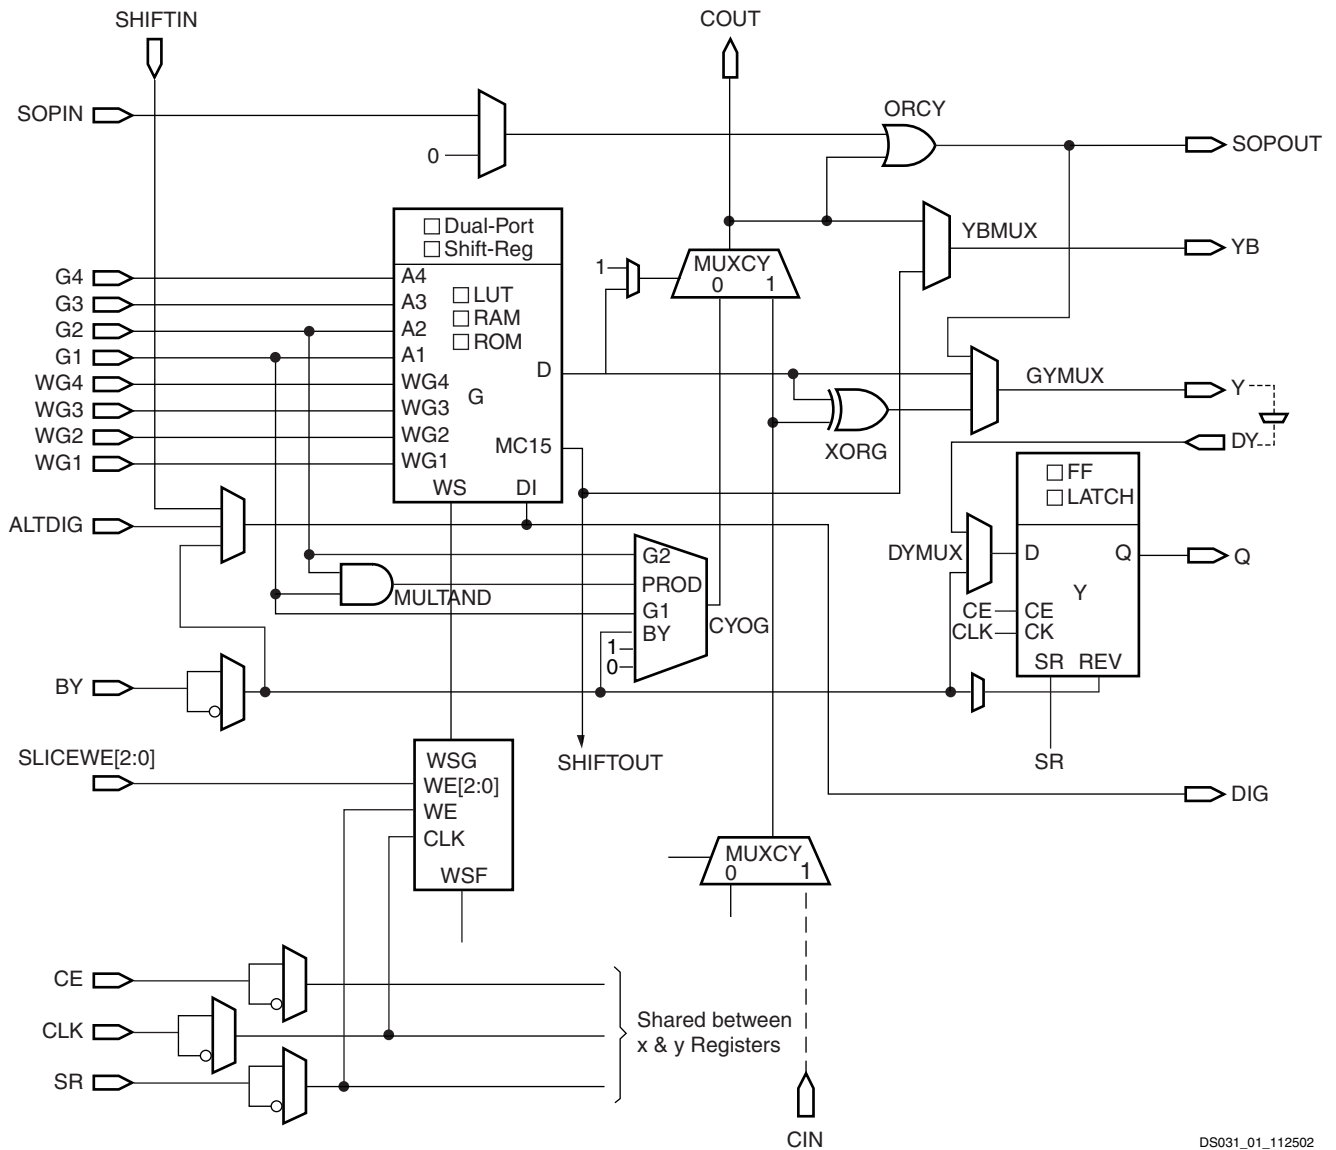 SHIFTIN
COUT
SOPIN
0
ORCY
SOPOUT
Dual-Port
Shift-Reg
YBMUX
YB
G4
G3
G2
G1
WG4
WG3
WG2
WG1
A4
A3
A2
A1
WG4
WG3
WG2
WG1
LUT
RAM
ROM
G
D
MC15
WS
DI
1
MUXCY
0 1
GYMUX
Y
XORG
DY
FF
LATCH
ALTDIG
DYMUX
D
Q
Q
Y
CE
CE
CLK
CK
SR
REV
G2
PROD
G1
BY
1
0
MULTAND
CYOG
BY
SLICEWE[2:0]
WSG
WE[2:0]
WE
CLK
WSF
SHIFTOUT
SR
DIG
MUXCY
0 1
CE
CLK
SR
Shared between
x & y Registers
CIN
DS031_01_112502